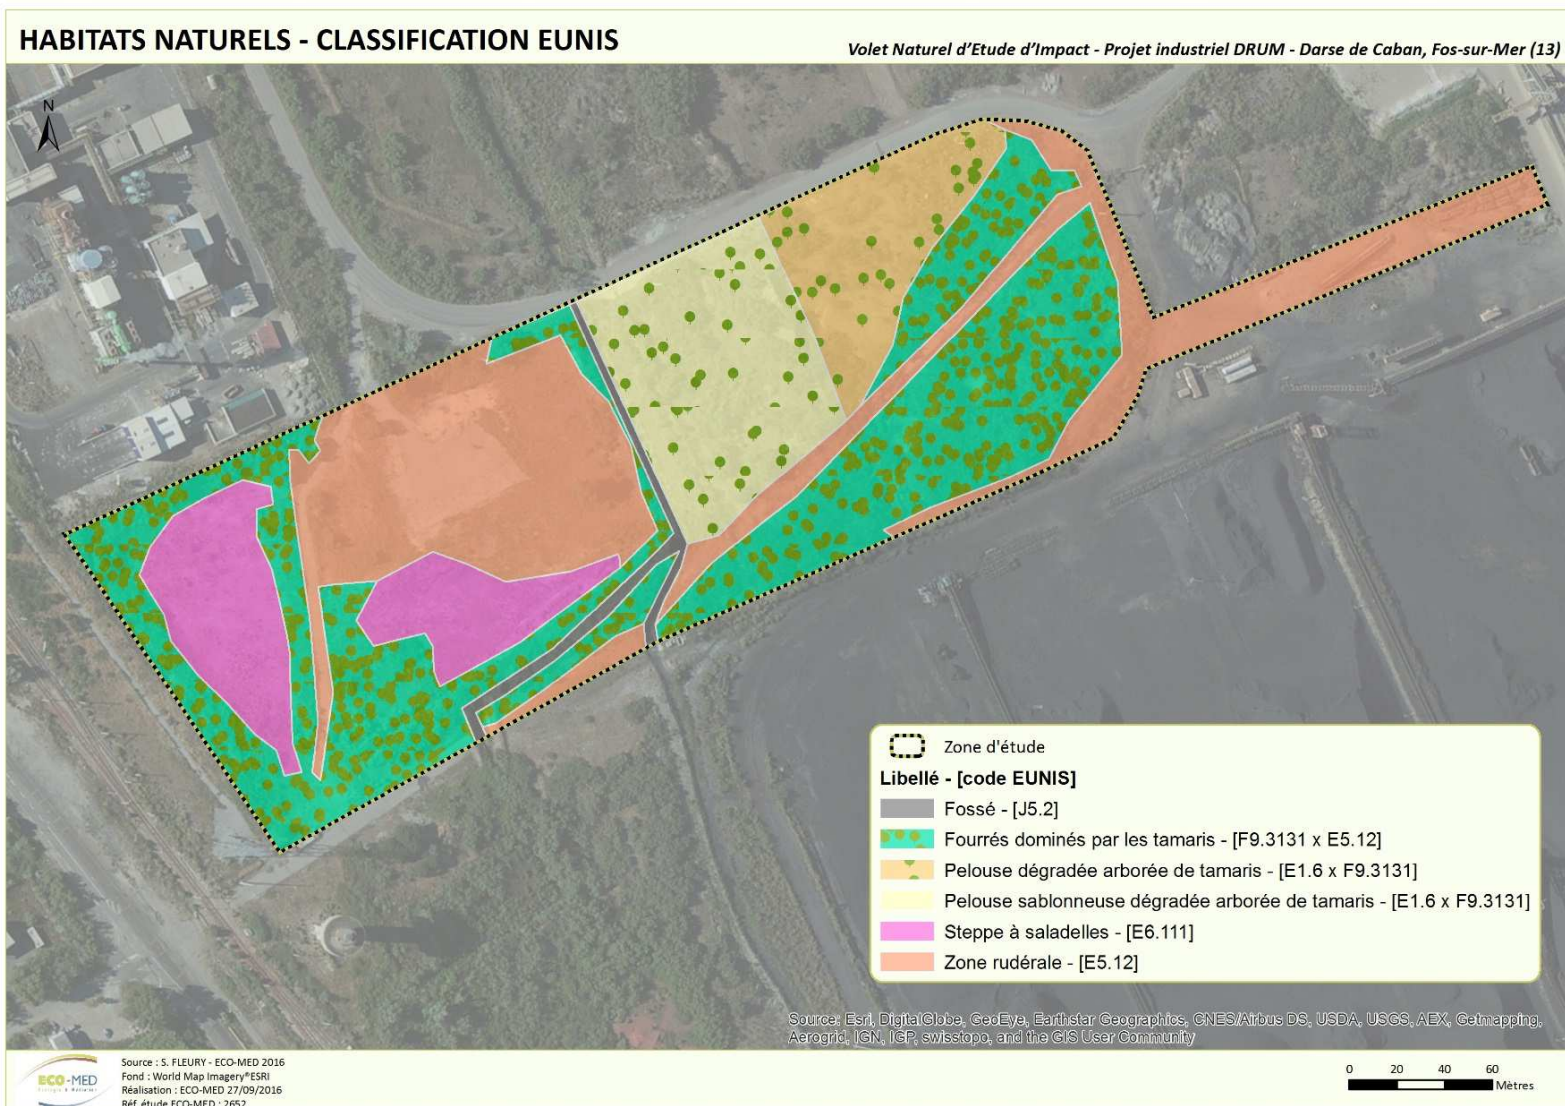 HABITATS NATURELS - CLASSIFICATION EUNIS
Volet Naturel d'Etude d'Impact - Projet industriel DRUM - Darse de Caban, Fos-sur-Mer (13)
N
Zone d'étude
Libellé - [code EUNIS]
Fossé - [J5.2]
Fourrés dominés par les tamaris - [F9.3131 x E5.12]
Pelouse dégradée arborée de tamaris - [E1.6 x F9.3131]
Pelouse sablonneuse dégradée arborée de tamaris - [E1.6 x F9.3131]
Steppe à saladelles - [E6.111]
Zone rudérale - [E5.12]
Source: Esri, DigitalGlobe, GeoEye, Earthstar Geographics, CNES/Airbus DS, USDA, USGS, AEX, Getmapping,
Aerogrid, IGN, IGP, swisstopo, and the GIS User Community
ECO-MED
Source : S. FLEURY - ECO-MED 2016
Fond : World Map Imagery®ESRI
Réalisation : ECO-MED 27/09/2016
Réf. étude ECO-MED : 2652
0 20 40 60
Mètres